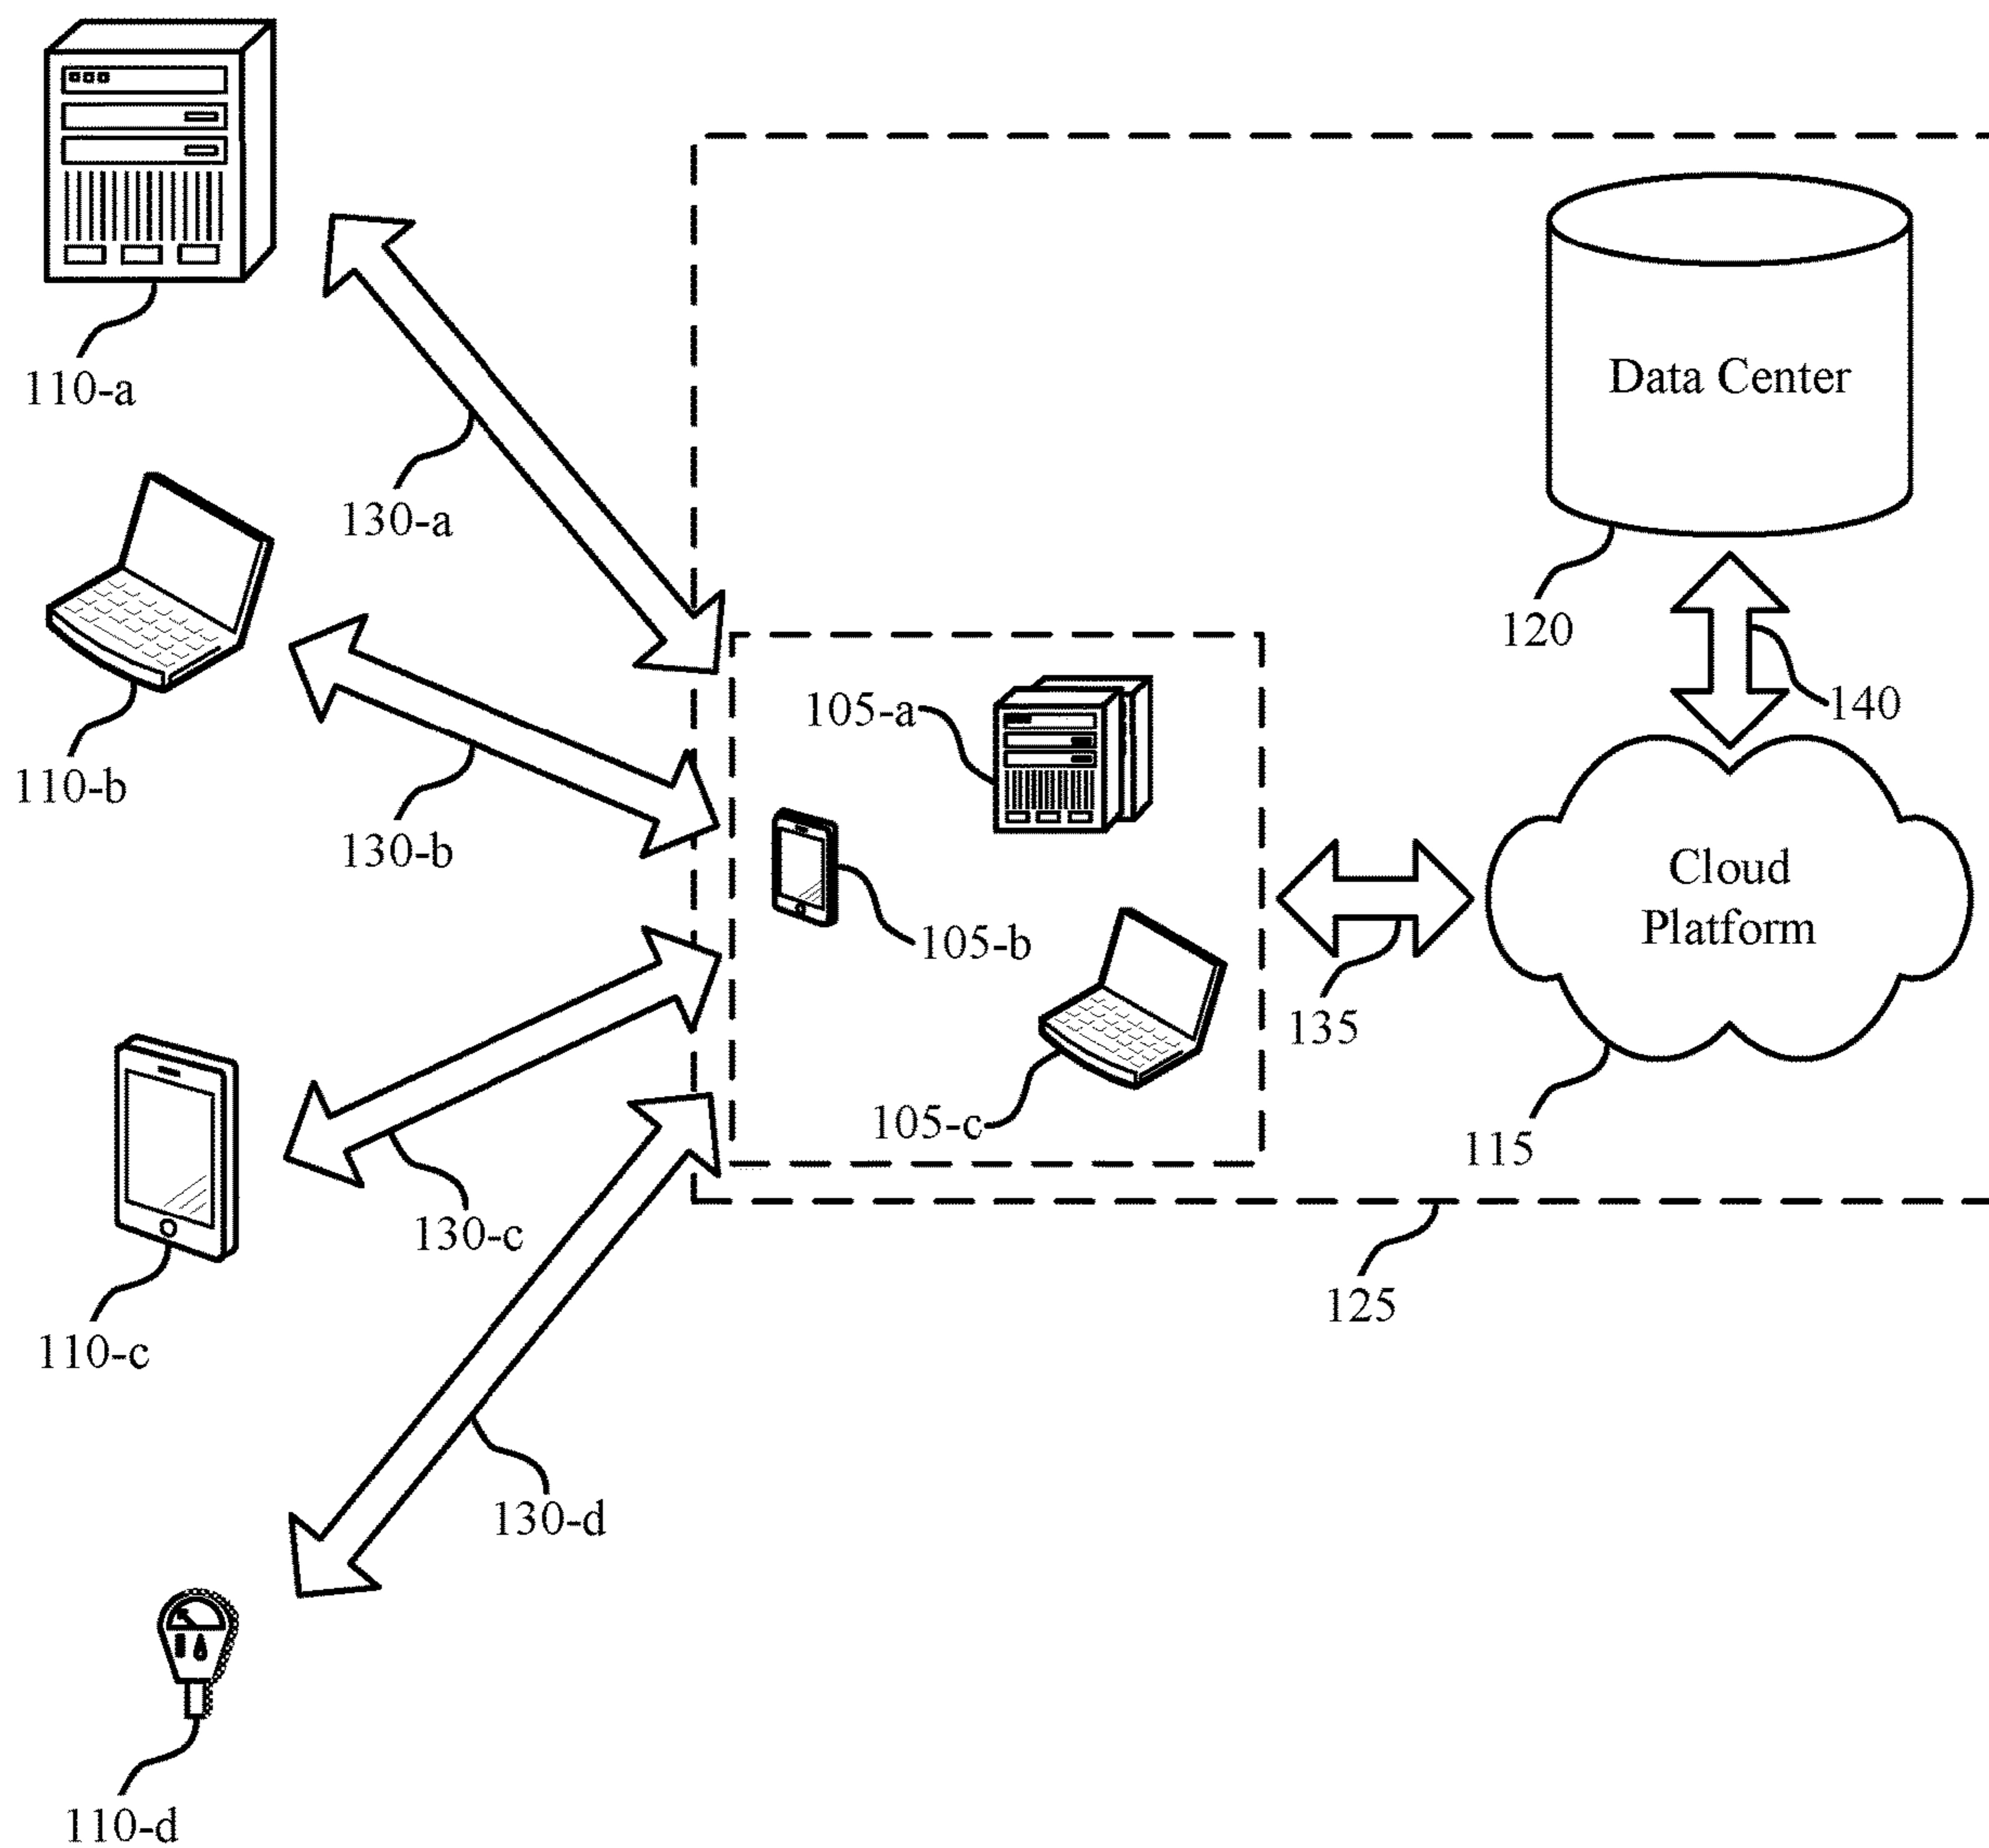 110-a
130-a
Data Center
120
110-b
130-b
105-a
140
105-b
Cloud
Platform
135
105-c
115
110-c
130-c
125
130-d
110-d